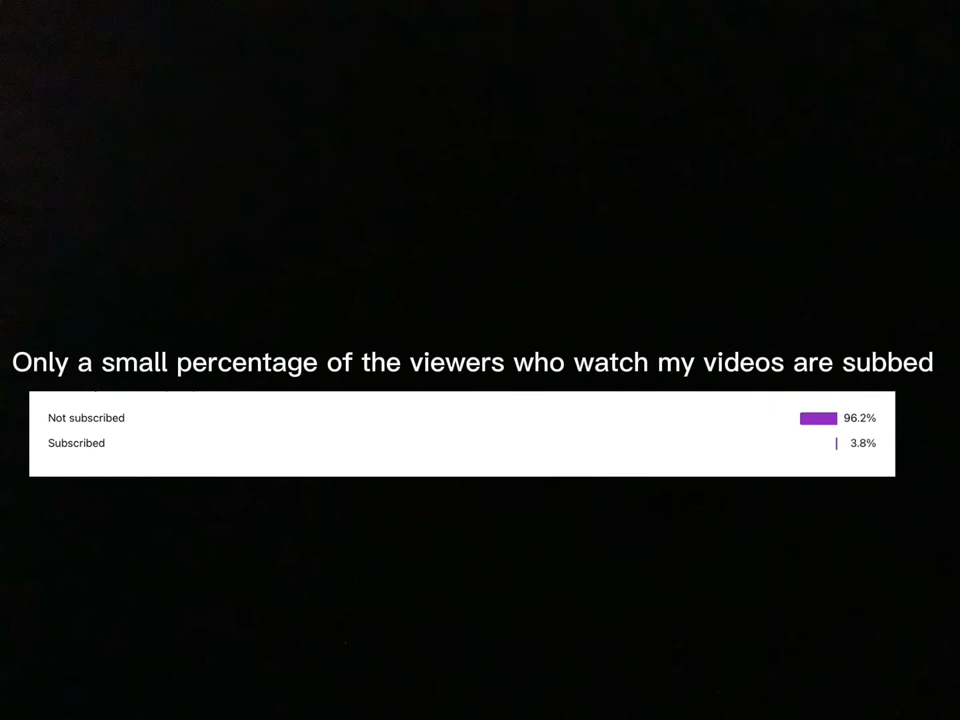 Only a small percentage of the viewers who watch my videos are subbed
Not subscribed 96.2%
Subscribed 3.8%